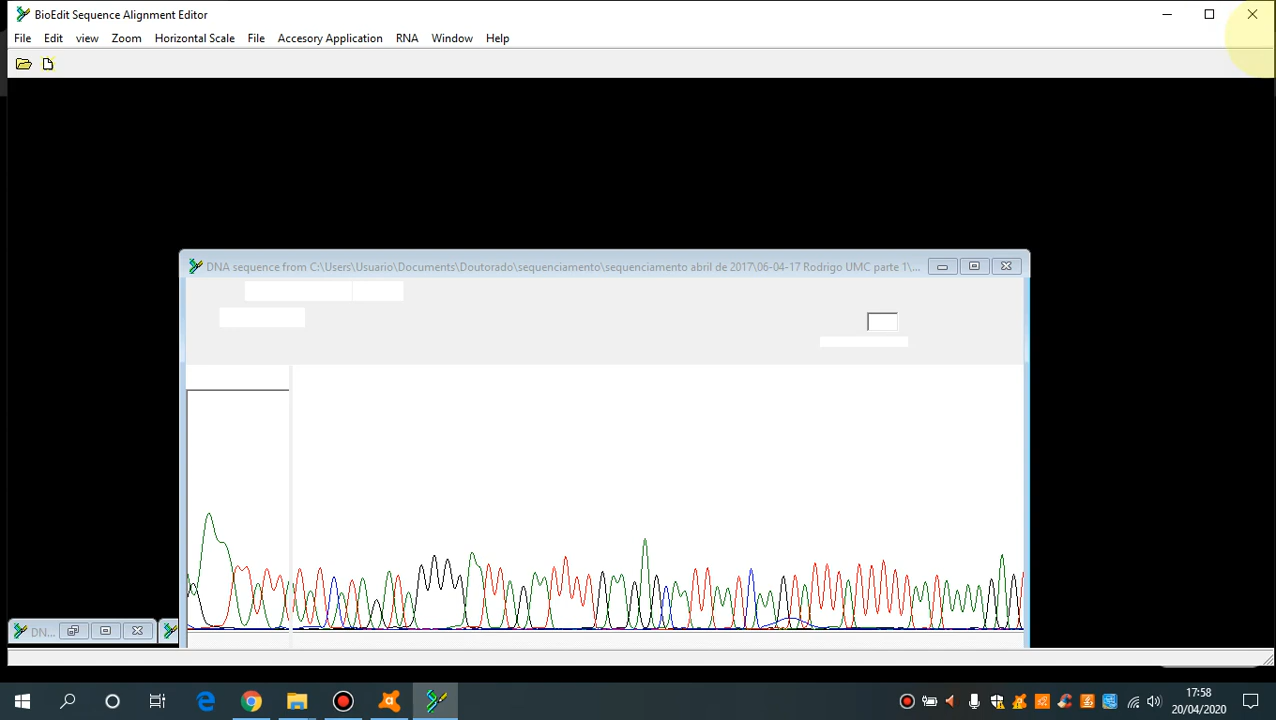 BioEdit Sequence Alignment Editor
File Edit view Zoom Horizontal Scale File Accesory Application RNA Window Help
DNA sequence from C:\Users\Usuario\Documents\Doutorado\sequenciamento\sequenciamento abril de 2017\06-04-17 Rodrigo UMC parte 1\...
DN...
17:58
20/04/2020